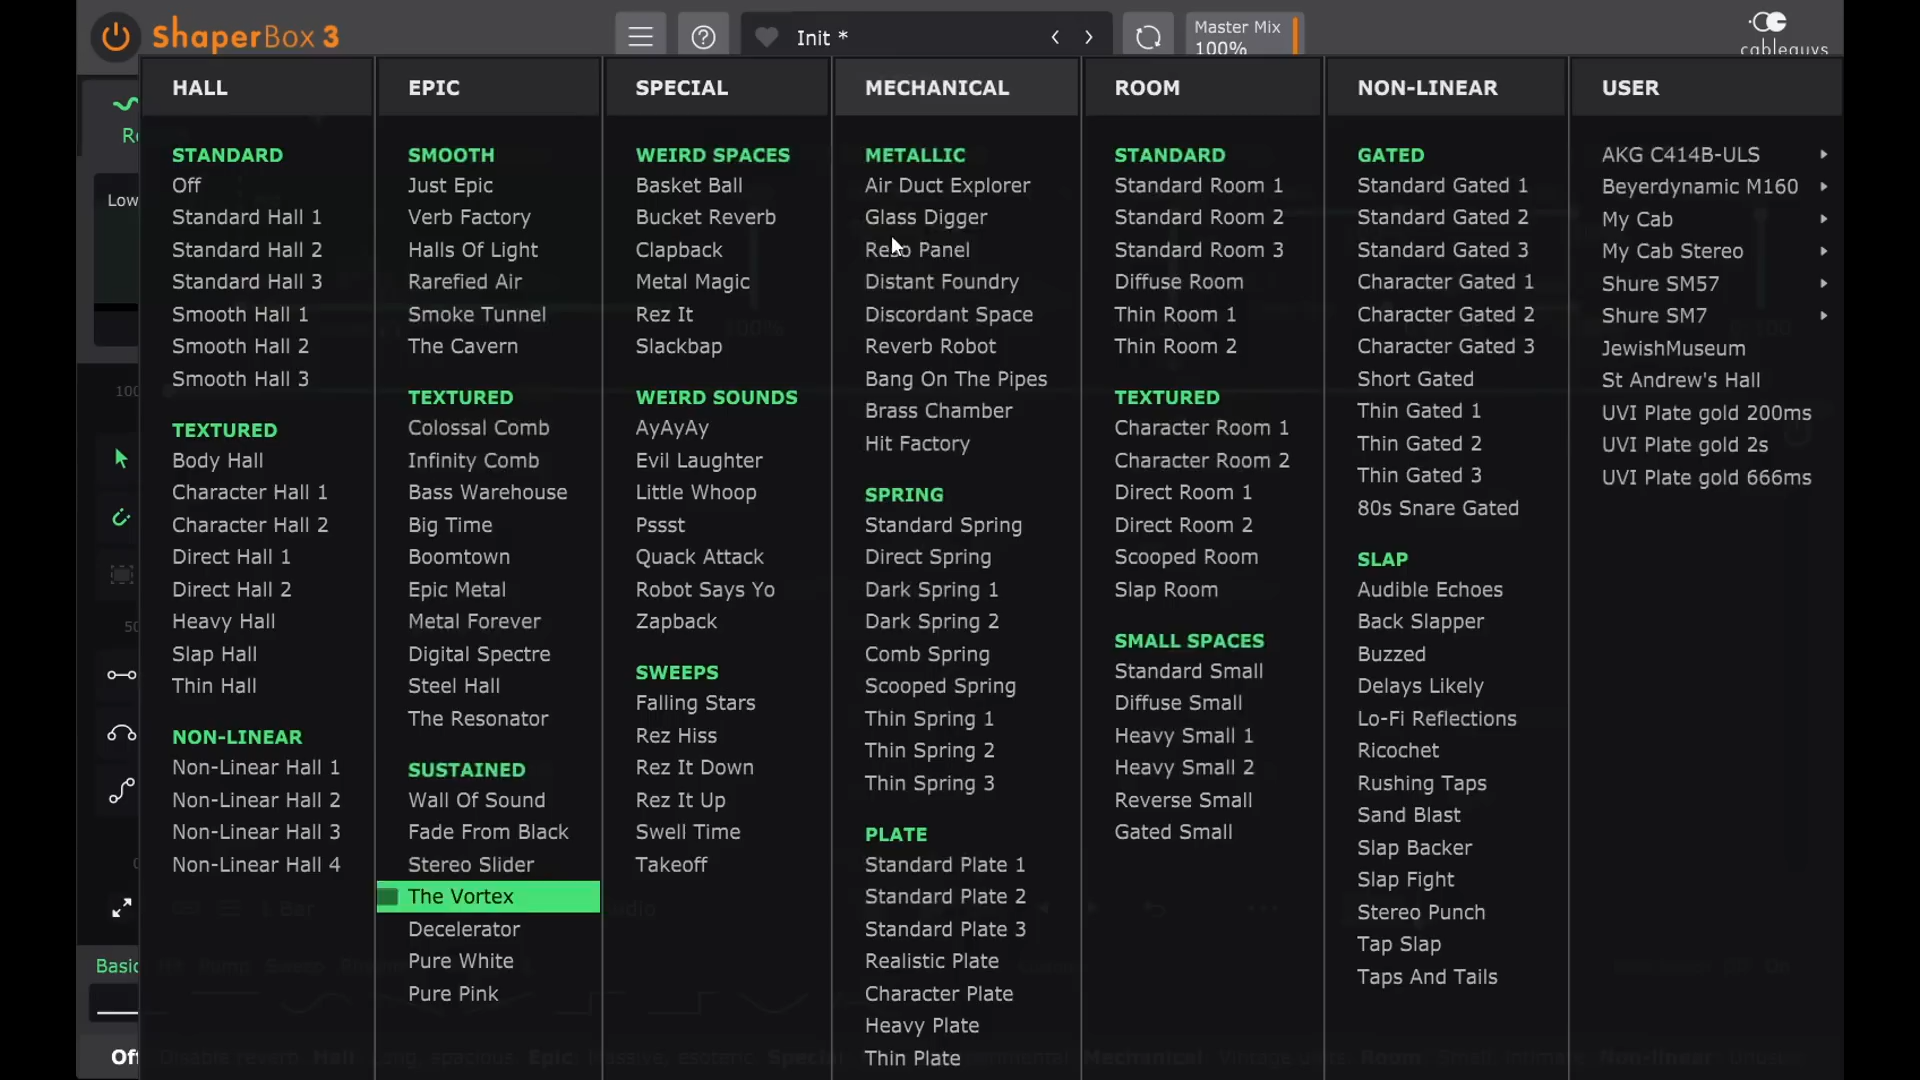 ShaperBox 3
Init *
Master Mix
100%
cableguys
HALL
STANDARD
Off
Standard Hall 1
Standard Hall 2
Standard Hall 3
Smooth Hall 1
Smooth Hall 2
Smooth Hall 3
TEXTURED
Body Hall
Character Hall 1
Character Hall 2
Direct Hall 1
Direct Hall 2
Heavy Hall
Slap Hall
Thin Hall
NON-LINEAR
Non-Linear Hall 1
Non-Linear Hall 2
Non-Linear Hall 3
Non-Linear Hall 4
EPIC
SMOOTH
Just Epic
Verb Factory
Halls Of Light
Rarefied Air
Smoke Tunnel
The Cavern
TEXTURED
Colossal Comb
Infinity Comb
Bass Warehouse
Big Time
Boomtown
Epic Metal
Metal Forever
Digital Spectre
Steel Hall
The Resonator
SUSTAINED
Wall Of Sound
Fade From Black
Stereo Slider
The Vortex
Decelerator
Pure White
Pure Pink
SPECIAL
WEIRD SPACES
Basket Ball
Bucket Reverb
Clapback
Metal Magic
Rez It
Slackbap
WEIRD SOUNDS
AyAyAy
Evil Laughter
Little Whoop
Pssst
Quack Attack
Robot Says Yo
Zapback
SWEEPS
Falling Stars
Rez Hiss
Rez It Down
Rez It Up
Swell Time
Takeoff
MECHANICAL
METALLIC
Air Duct Explorer
Glass Digger
Panel
Distant Foundry
Discordant Space
Reverb Robot
Bang On The Pipes
Brass Chamber
Hit Factory
SPRING
Standard Spring
Direct Spring
Dark Spring 1
Dark Spring 2
Comb Spring
Scooped Spring
Thin Spring 1
Thin Spring 2
Thin Spring 3
PLATE
Standard Plate 1
Standard Plate 2
Standard Plate 3
Realistic Plate
Character Plate
Heavy Plate
Thin Plate
ROOM
STANDARD
Standard Room 1
Standard Room 2
Standard Room 3
Diffuse Room
Thin Room 1
Thin Room 2
TEXTURED
Character Room 1
Character Room 2
Direct Room 1
Direct Room 2
Scooped Room
Slap Room
SMALL SPACES
Standard Small
Diffuse Small
Heavy Small 1
Heavy Small 2
Reverse Small
Gated Small
NON-LINEAR
GATED
Standard Gated 1
Standard Gated 2
Standard Gated 3
Character Gated 1
Character Gated 2
Character Gated 3
Short Gated
Thin Gated 1
Thin Gated 2
Thin Gated 3
80s Snare Gated
SLAP
Audible Echoes
Back Slapper
Buzzed
Delays Likely
Lo-Fi Reflections
Ricochet
Rushing Taps
Sand Blast
Slap Backer
Slap Fight
Stereo Punch
Tap Slap
Taps And Tails
USER
AKG C414B-ULS
Beyerdynamic M160
My Cab
My Cab Stereo
Shure SM57
Shure SM7
JewishMuseum
St Andrew's Hall
UVI Plate gold 200ms
UVI Plate gold 2s
UVI Plate gold 666ms
Low
Basic